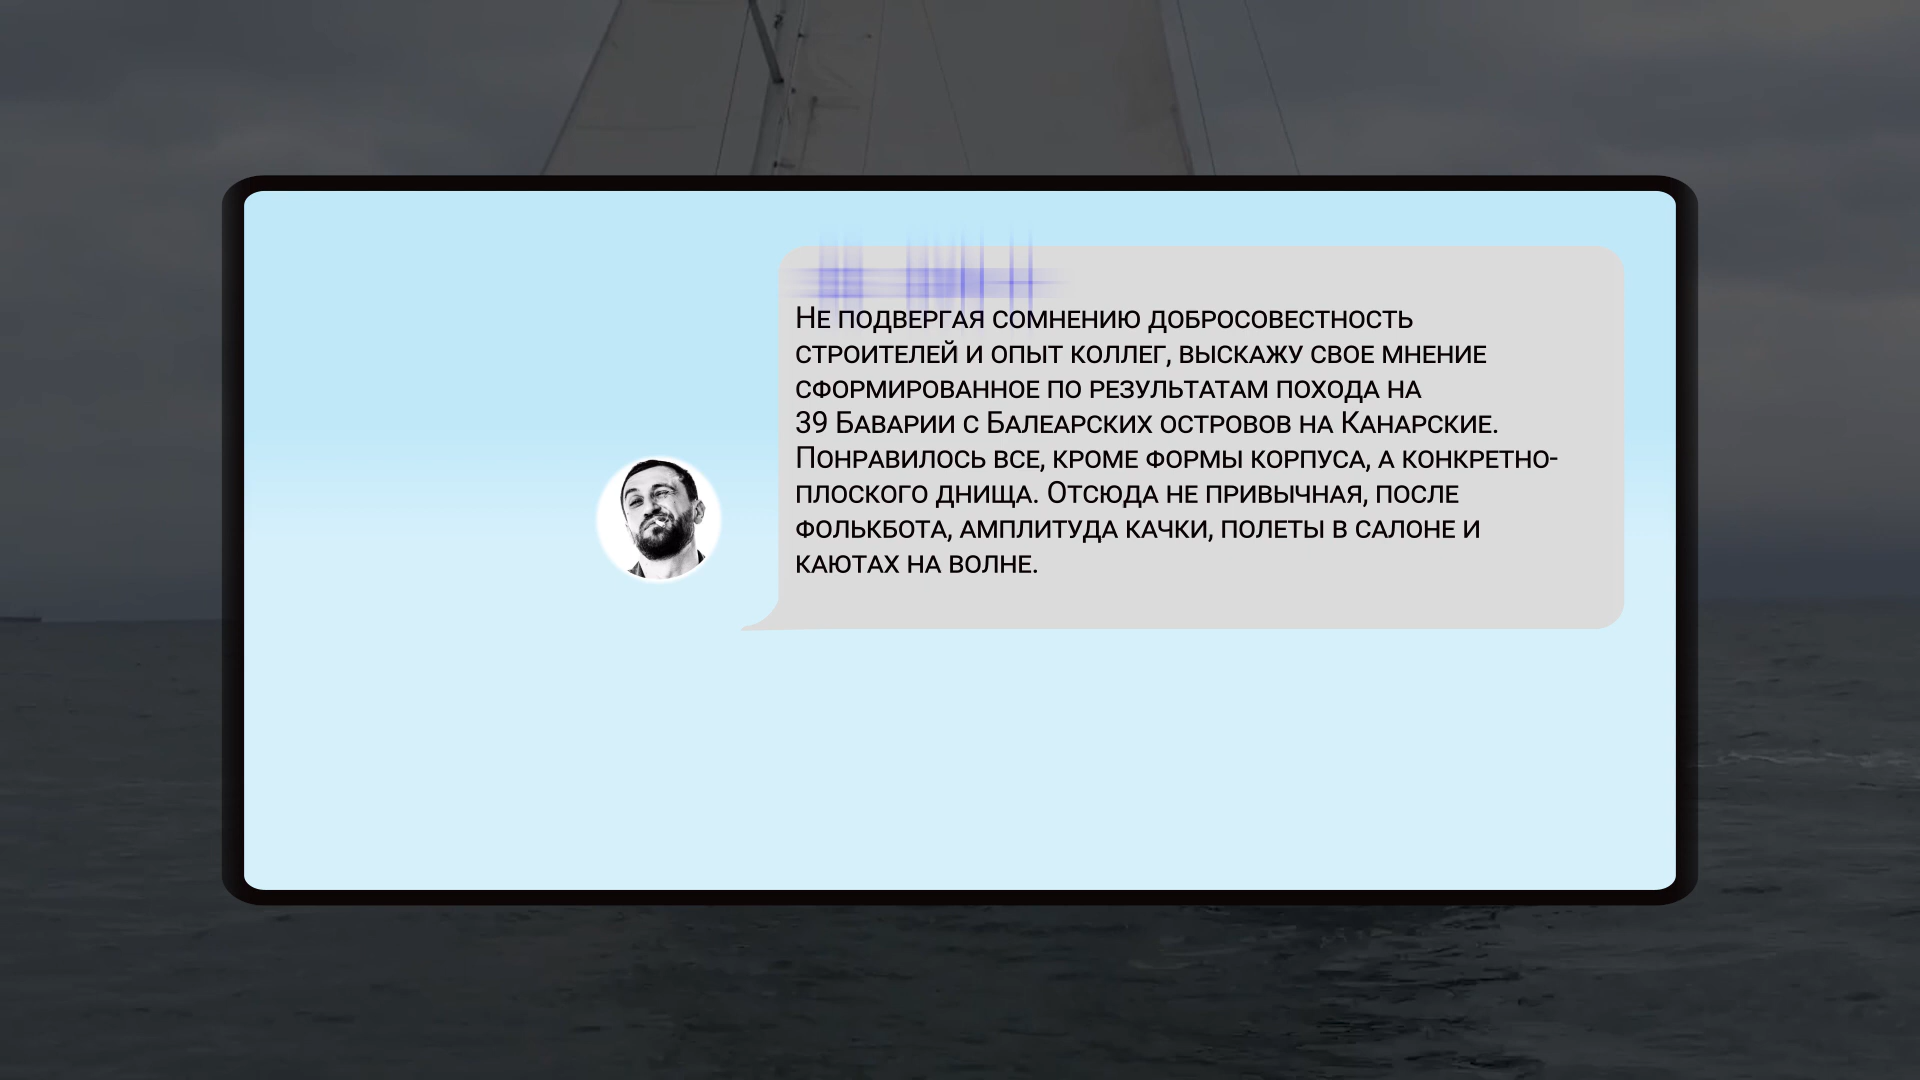 Не подвергая сомнению добросовестность
строителей и опыт коллег, выскажу свое мнение
сформированное по результатам похода на
39 Баварии с Балеарских островов на Канарские.
Понравилось все, кроме формы корпуса, а конкретно-
плоского днища. Отсюда не привычная, после
фолькбота, амплитуда качки, полеты в салоне и
каютах на волне.